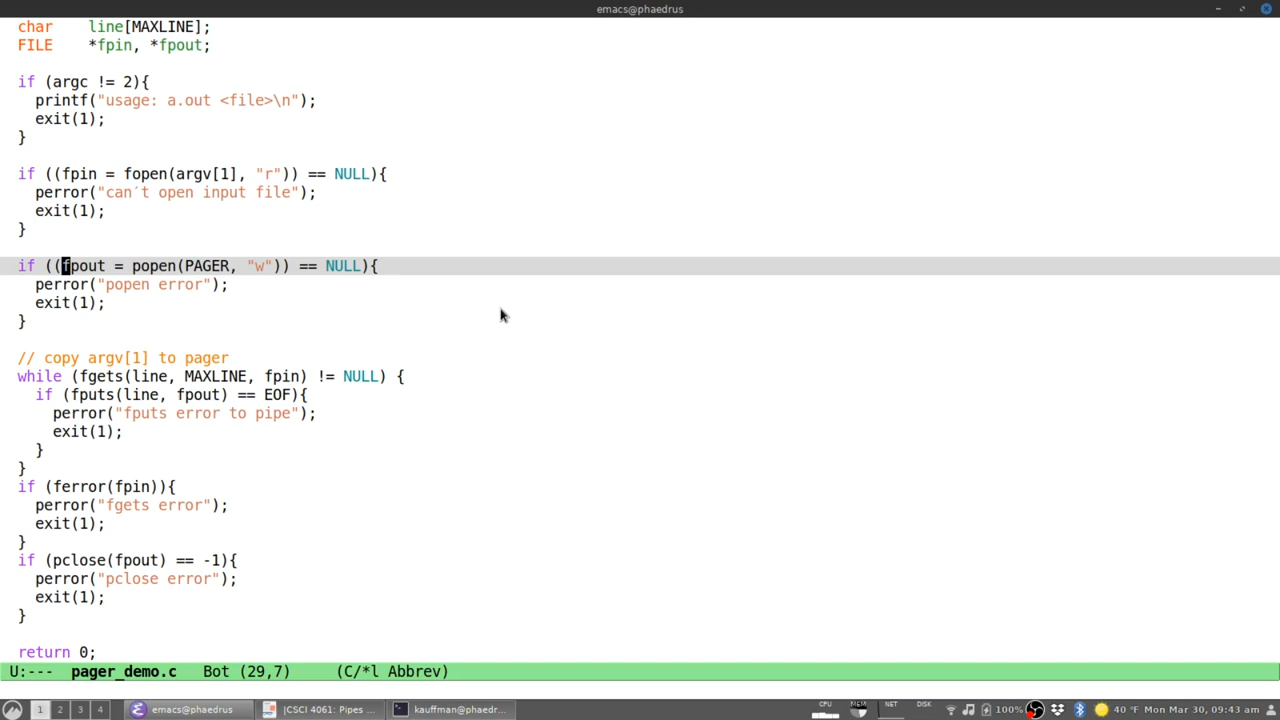 emacs@phaedrus
char    line[MAXLINE];
FILE    *fpin, *fpout;
if (argc != 2){
printf("usage: a.out <file>\n");
exit(1);
}
if ((fpin = fopen(argv[1], "r")) == NULL){
perror("can´t open input file");
exit(1);
}
if ((fpout = popen(PAGER, "w")) == NULL){
perror("popen error");
exit(1);
}
// copy argv[1] to pager
while (fgets(line, MAXLINE, fpin) != NULL) {
if (fputs(line, fpout) == EOF){
perror("fputs error to pipe");
exit(1);
}
}
if (ferror(fpin)){
perror("fgets error");
exit(1);
}
if (pclose(fpout) == -1){
perror("pclose error");
exit(1);
}
return 0;
U:---  pager_demo.c   Bot (29,7)      (C/*l Abbrev)
1 2 3 4 emacs@phaedrus |CSCI 4061: Pipes ... kauffman@phaedr... CPU MEM NET DISK 100% 40 °F Mon Mar 30, 09:43 am